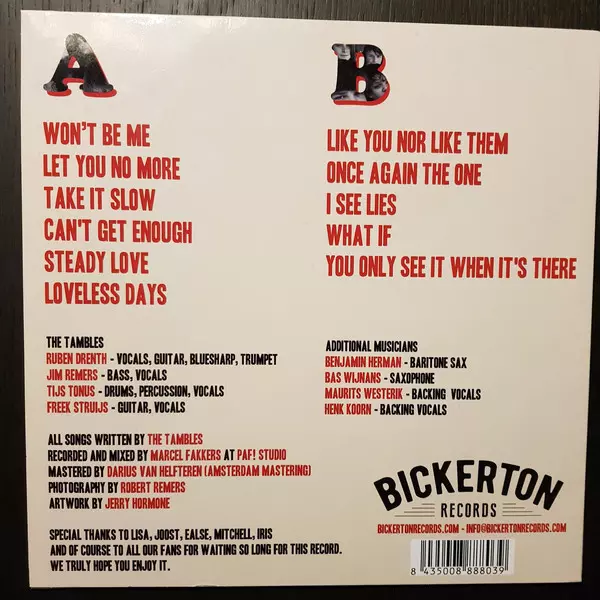 A
WON'T BE ME
LET YOU NO MORE
TAKE IT SLOW
CAN'T GET ENOUGH
STEADY LOVE
LOVELESS DAYS
B
LIKE YOU NOR LIKE THEM
ONCE AGAIN THE ONE
I SEE LIES
WHAT IF
YOU ONLY SEE IT WHEN IT'S THERE
THE TAMBLES
RUBEN DRENTH - VOCALS, GUITAR, BLUESHARP, TRUMPET
JIM REMERS - BASS, VOCALS
TIJS TONUS - DRUMS, PERCUSSION, VOCALS
FREEK STRUIJS - GUITAR, VOCALS
ADDITIONAL MUSICIANS
BENJAMIN HERMAN - BARITONE SAX
BAS WIJNANS - SAXOPHONE
MAURITS WESTERIK - BACKING VOCALS
HENK KOORN - BACKING VOCALS
ALL SONGS WRITTEN BY THE TAMBLES
RECORDED AND MIXED BY MARCEL FAKKERS AT PAF! STUDIO
MASTERED BY DARIUS VAN HELFTEREN (AMSTERDAM MASTERING)
PHOTOGRAPHY BY ROBERT REMERS
ARTWORK BY JERRY HORMONE
SPECIAL THANKS TO LISA, JOOST, EALSE, MITCHELL, IRIS
AND OF COURSE TO ALL OUR FANS FOR WAITING SO LONG FOR THIS RECORD.
WE TRULY HOPE YOU ENJOY IT.
BICKERTON
RECORDS
BICKERTONRECORDS.COM - INFO@BICKERTONRECORDS.COM
8 435008 888039